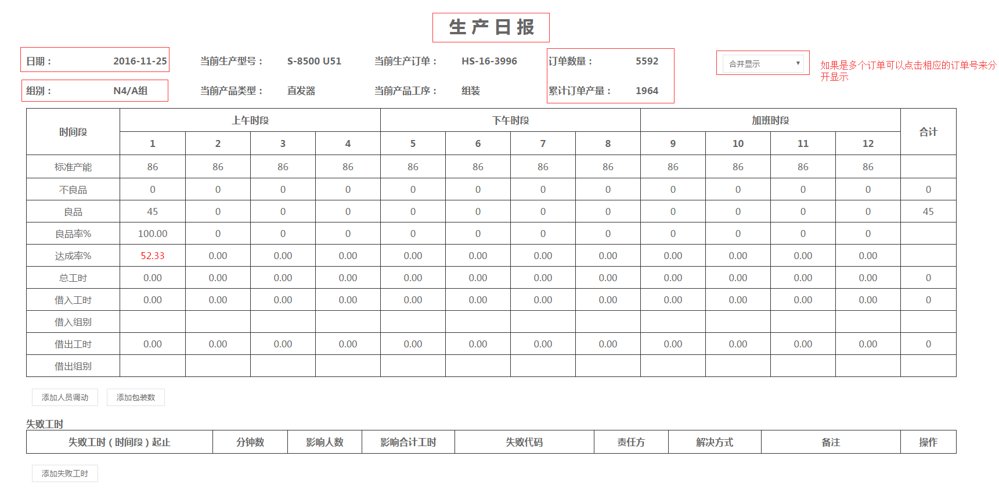 生 产 日 报
日期： 2016-11-25 当前生产型号： S-8500 U51 当前生产订单： HS-16-3996 订单数量： 5592 合并显示
如果是多个订单可以点击相应的订单号来分
开显示
组别： N4/A组 当前产品类型： 直发器 当前产品工序： 组装 累计订单产量： 1964
时间段 上午时段 下午时段 加班时段 合计
1 2 3 4 5 6 7 8 9 10 11 12
标准产能 86 86 86 86 86 86 86 86 86 86 86 86
不良品 0 0 0 0 0 0 0 0 0 0 0 0 0
良品 45 0 0 0 0 0 0 0 0 0 0 0 45
良品率% 100.00 0 0 0 0 0 0 0 0 0 0 0
达成率% 52.33 0.00 0.00 0.00 0.00 0.00 0.00 0.00 0.00 0.00 0.00 0.00
总工时 0.00 0.00 0.00 0.00 0.00 0.00 0.00 0.00 0.00 0.00 0.00 0.00 0
借入工时 0.00 0.00 0.00 0.00 0.00 0.00 0.00 0.00 0.00 0.00 0.00 0.00 0
借入组别
借出工时 0.00 0.00 0.00 0.00 0.00 0.00 0.00 0.00 0.00 0.00 0.00 0.00 0
借出组别
添加人员调动 添加包装数
失败工时
失败工时（时间段）起止 分钟数 影响人数 影响合计工时 失败代码 责任方 解决方式 备注 操作
添加失败工时